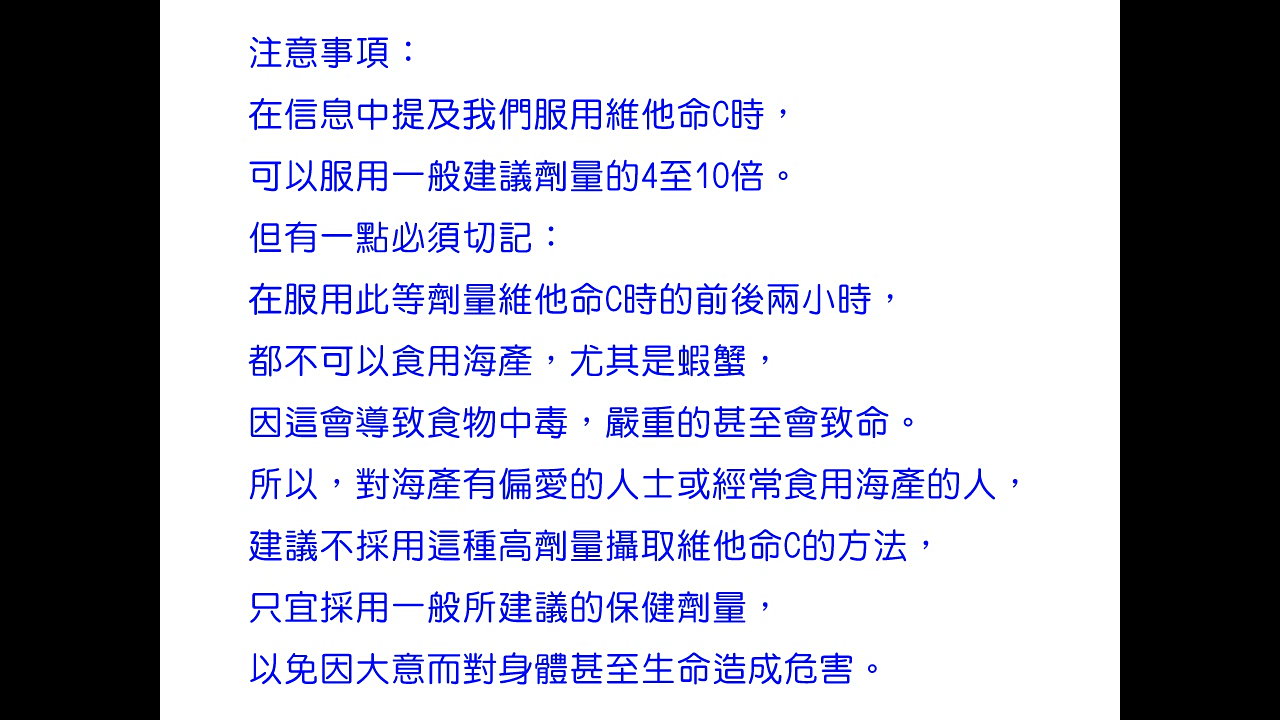 注意事項：
在信息中提及我們服用維他命C時，
可以服用一般建議劑量的4至10倍。
但有一點必須切記：
在服用此等劑量維他命C時的前後兩小時，
都不可以食用海產，尤其是蝦蟹，
因這會導致食物中毒，嚴重的甚至會致命。
所以，對海產有偏愛的人士或經常食用海產的人，
建議不採用這種高劑量攝取維他命C的方法，
只宜採用一般所建議的保健劑量，
以免因大意而對身體甚至生命造成危害。